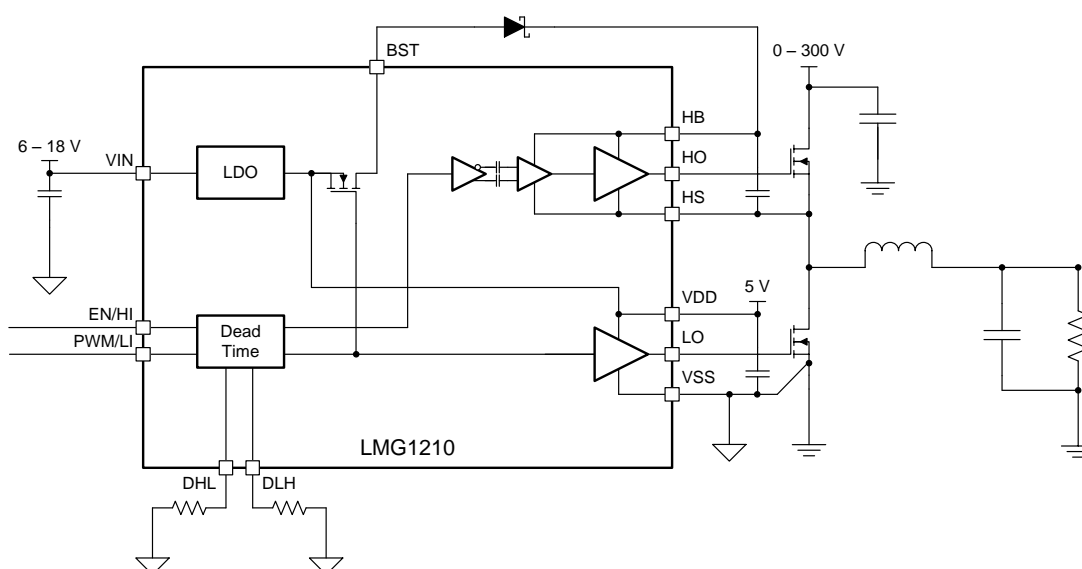 0 – 300 V
BST
HB
6 – 18 V
VIN
LDO
HO
HS
5 V
VDD
EN/HI
PWM/LI
Dead
Time
LO
VSS
LMG1210
DHL
DLH